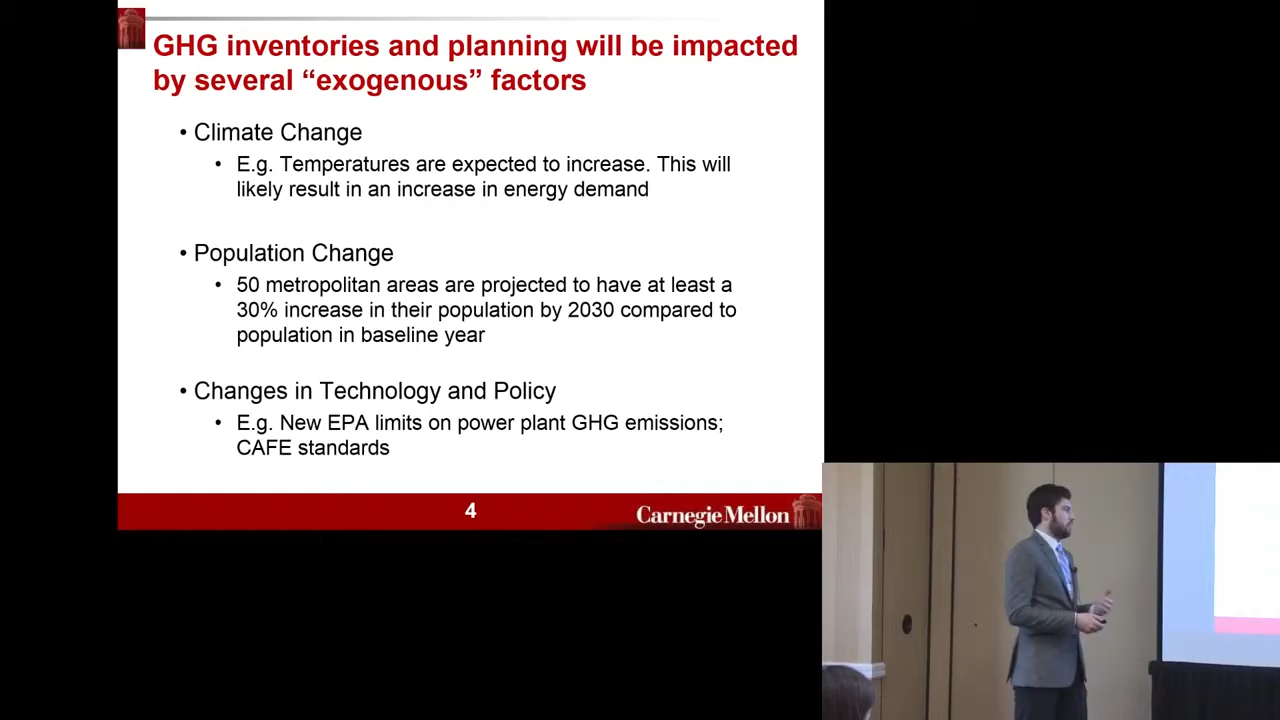 GHG inventories and planning will be impacted
by several “exogenous” factors
• Climate Change
• E.g. Temperatures are expected to increase. This will
likely result in an increase in energy demand
• Population Change
• 50 metropolitan areas are projected to have at least a
30% increase in their population by 2030 compared to
population in baseline year
• Changes in Technology and Policy
• E.g. New EPA limits on power plant GHG emissions;
CAFE standards
4
Carnegie Mellon